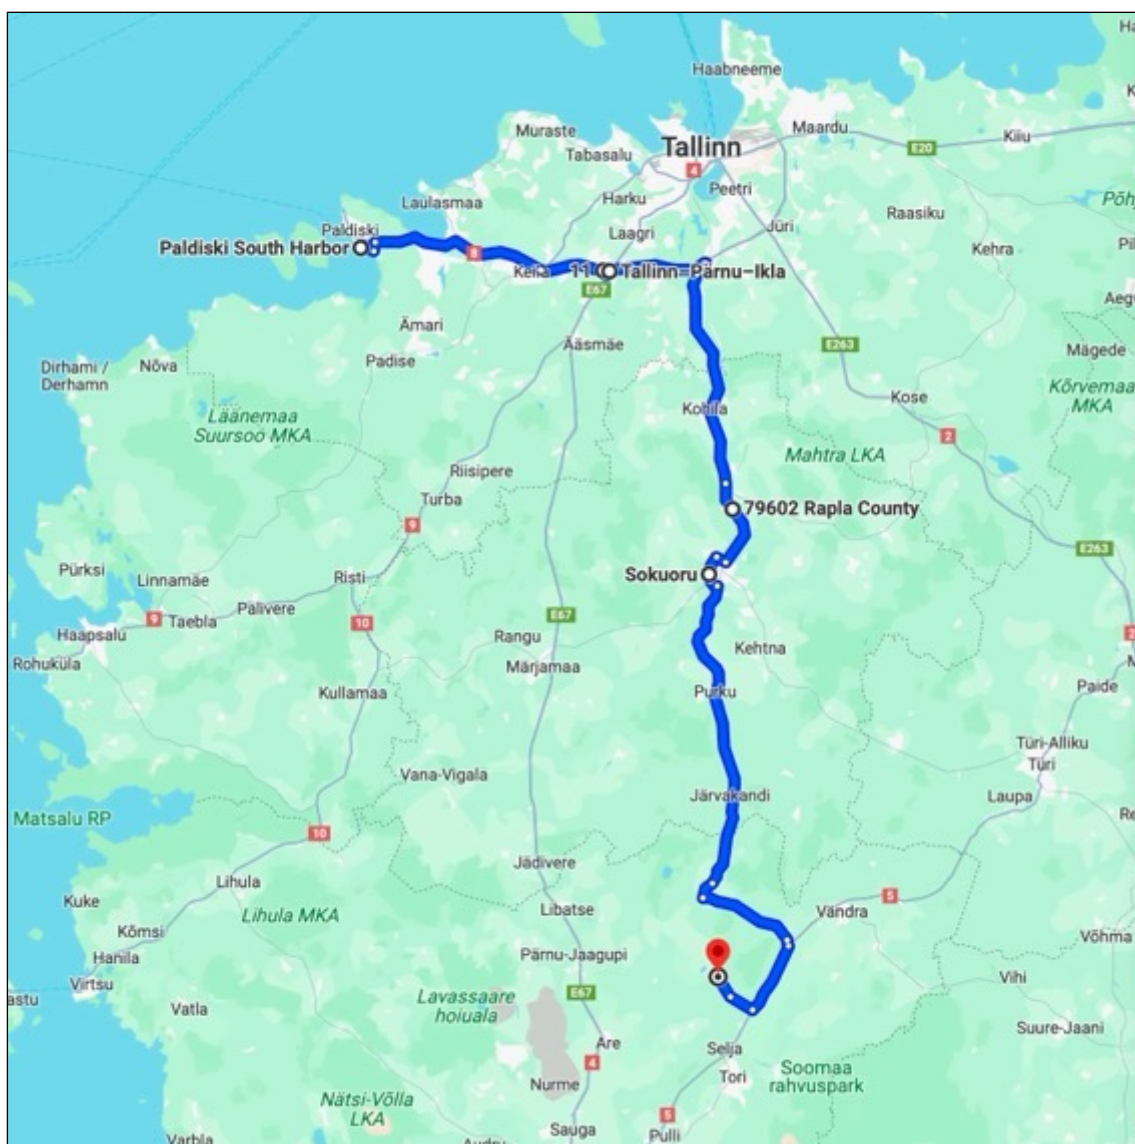 Ha
Haabneeme
Maardu
Kiiu
Muraste
Tabasalu
Tallinn
E20
4
Peetri
Harku
Laulasmaa
Raasiku
Paldiski
Laagri
Jüri
Kehra
Paldiski South Harbor
8
Keila
11
Tallinn–Pärnu–Ikla
E67
Ämari
Ääsmäe
E263
Padise
Mägede
Dirhami /
Derhamn
Nõva
Kõrvemaa
MKA
Kose
Läänemaa
Suursoo MKA
Kohila
2
Mahtra LKA
Riisipere
Turba
79602 Rapla County
9
E263
Pürksi
Linnamäe
Risti
Sokuoru
Palivere
9
Taebla
10
E67
Haapsalu
Rangu
Kehtna
2
Rohuküla
Märjamaa
Kullamaa
Purku
Paide
Türi-Alliku
Türi
Vana-Vigala
Järvakandi
Laupa
Matsalu RP
10
Jädivere
Lihula
5
Kuke
Lihula MKA
Libatse
Vändra
Kõmsi
Võhma
Hanila
Pärnu-Jaagupi
Virtsu
Vihi
astu
Lavassaare
hoiuala
E67
Vatla
Suure-Jaani
Are
Selja
4
Soomaa
rahvuspark
Nurme
Tori
Nätsi-Võlla
LKA
5
Sauga
Pulli
Varbla